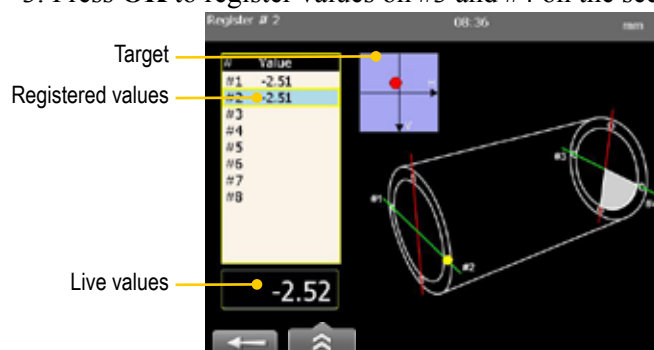 3. Press OK to register values on #3 and #4 on the sec
Register # 2
08:36
mm
Target
# Value
#1 -2.51
Registered values
#2 -2.51
#3
#4
#5
#6
#7
#8
#3
#1
#2
Live values
-2.52